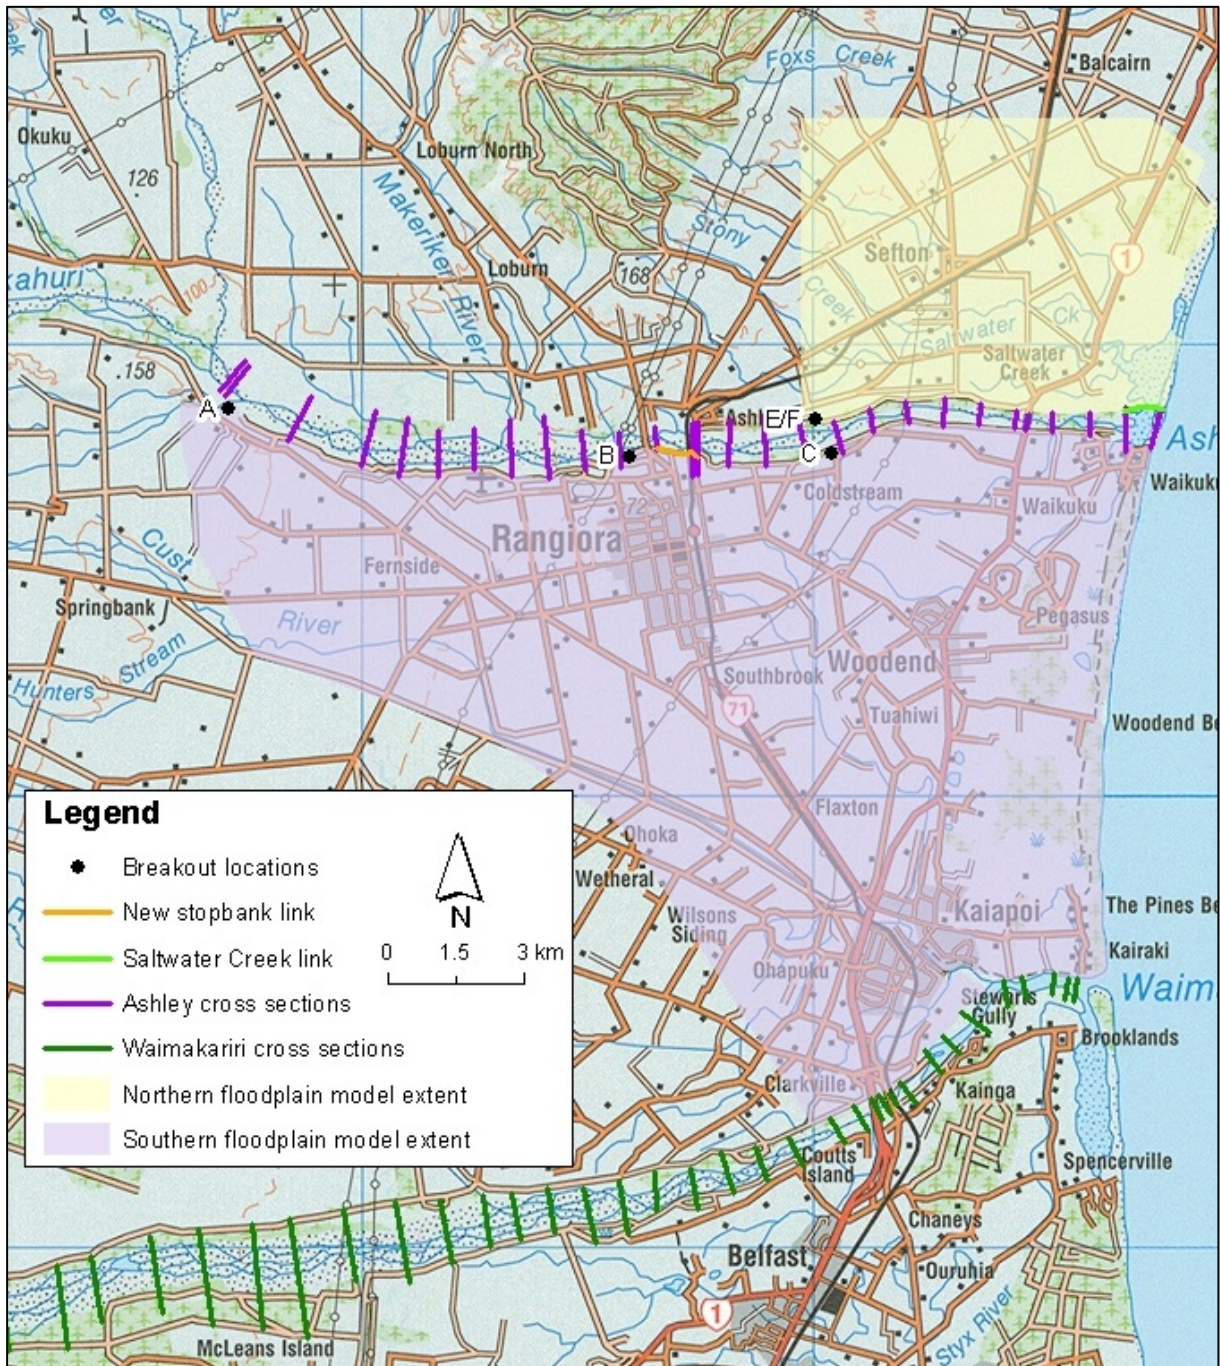 Foxs Creek
Balcairn
Okuku
126
Loburn North
Makerikeri River
Stony
Creek
168
Sefton
1
Loburn
100
Saltwater Ck
Saltwater
Creek
.158
A
E/F
B
C
Ash
Waikuku
Coldstream
72
Rangiora
Waikuku
Cust
River
Fernside
Springbank
Pegasus
Hunters Stream
Southbrook
Woodend
71
Tuahiwi
Woodend Be
Flaxton
Ohoka
Wetheral
Wilsons
Siding
Kaiapoi
The Pines Be
Kairaki
Ohapuku
Waim
Stewarts
Gully
Brooklands
Clarkville
Kainga
Coutts
Island
Spencerville
Chaneys
Belfast
Ouruhia
1
Styx River
McLeans Island
Legend
Breakout locations
New stopbank link
Saltwater Creek link
Ashley cross sections
Waimakariri cross sections
Northern floodplain model extent
Southern floodplain model extent
N
0 1.5 3 km